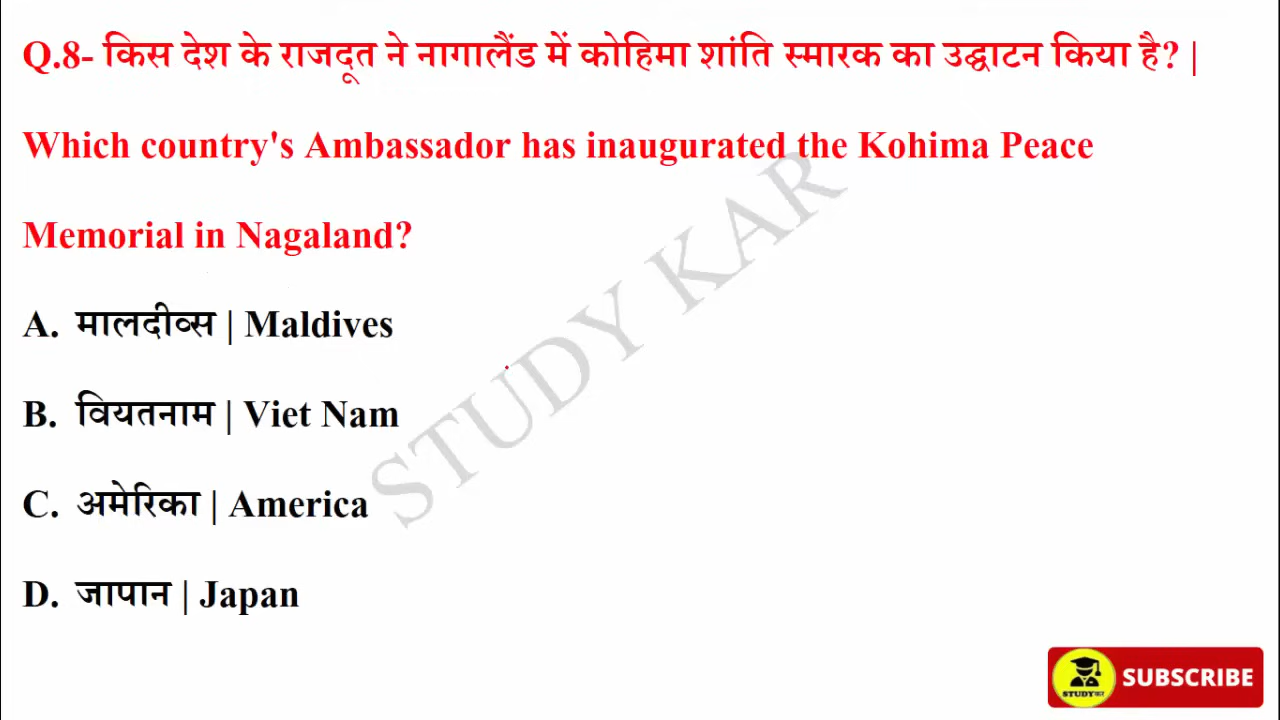 Q.8- किस देश के राजदूत ने नागालैंड में कोहिमा शांति स्मारक का उद्घाटन किया है? |
Which country's Ambassador has inaugurated the Kohima Peace
Memorial in Nagaland?
A. मालदीव्स | Maldives
B. वियतनाम | Viet Nam
C. अमेरिका | America
D. जापान | Japan
STUDY KAR
STUDYकर
SUBSCRIBE